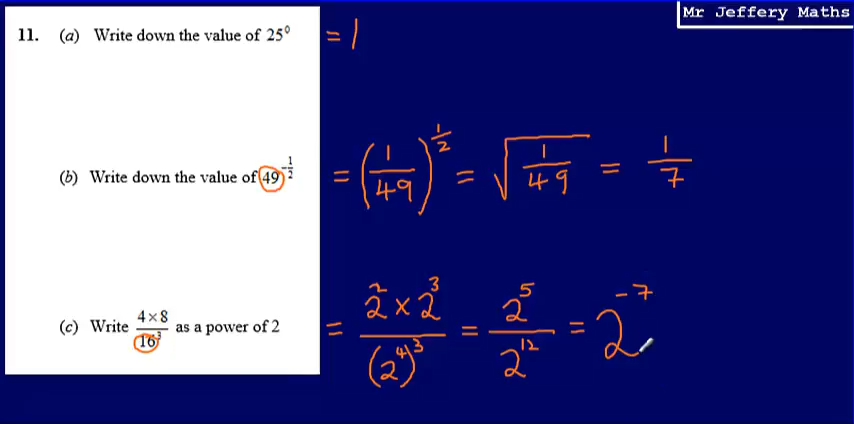 Mr Jeffery Maths
11. (a) Write down the value of 25⁰ = 1
(b) Write down the value of 49^(-1/2) = (1/49)^(1/2) = √(1/49) = 1/7
(c) Write (4×8)/16³ as a power of 2 = (2² × 2³)/(2⁴)³ = 2⁵/2¹² = 2⁻⁷